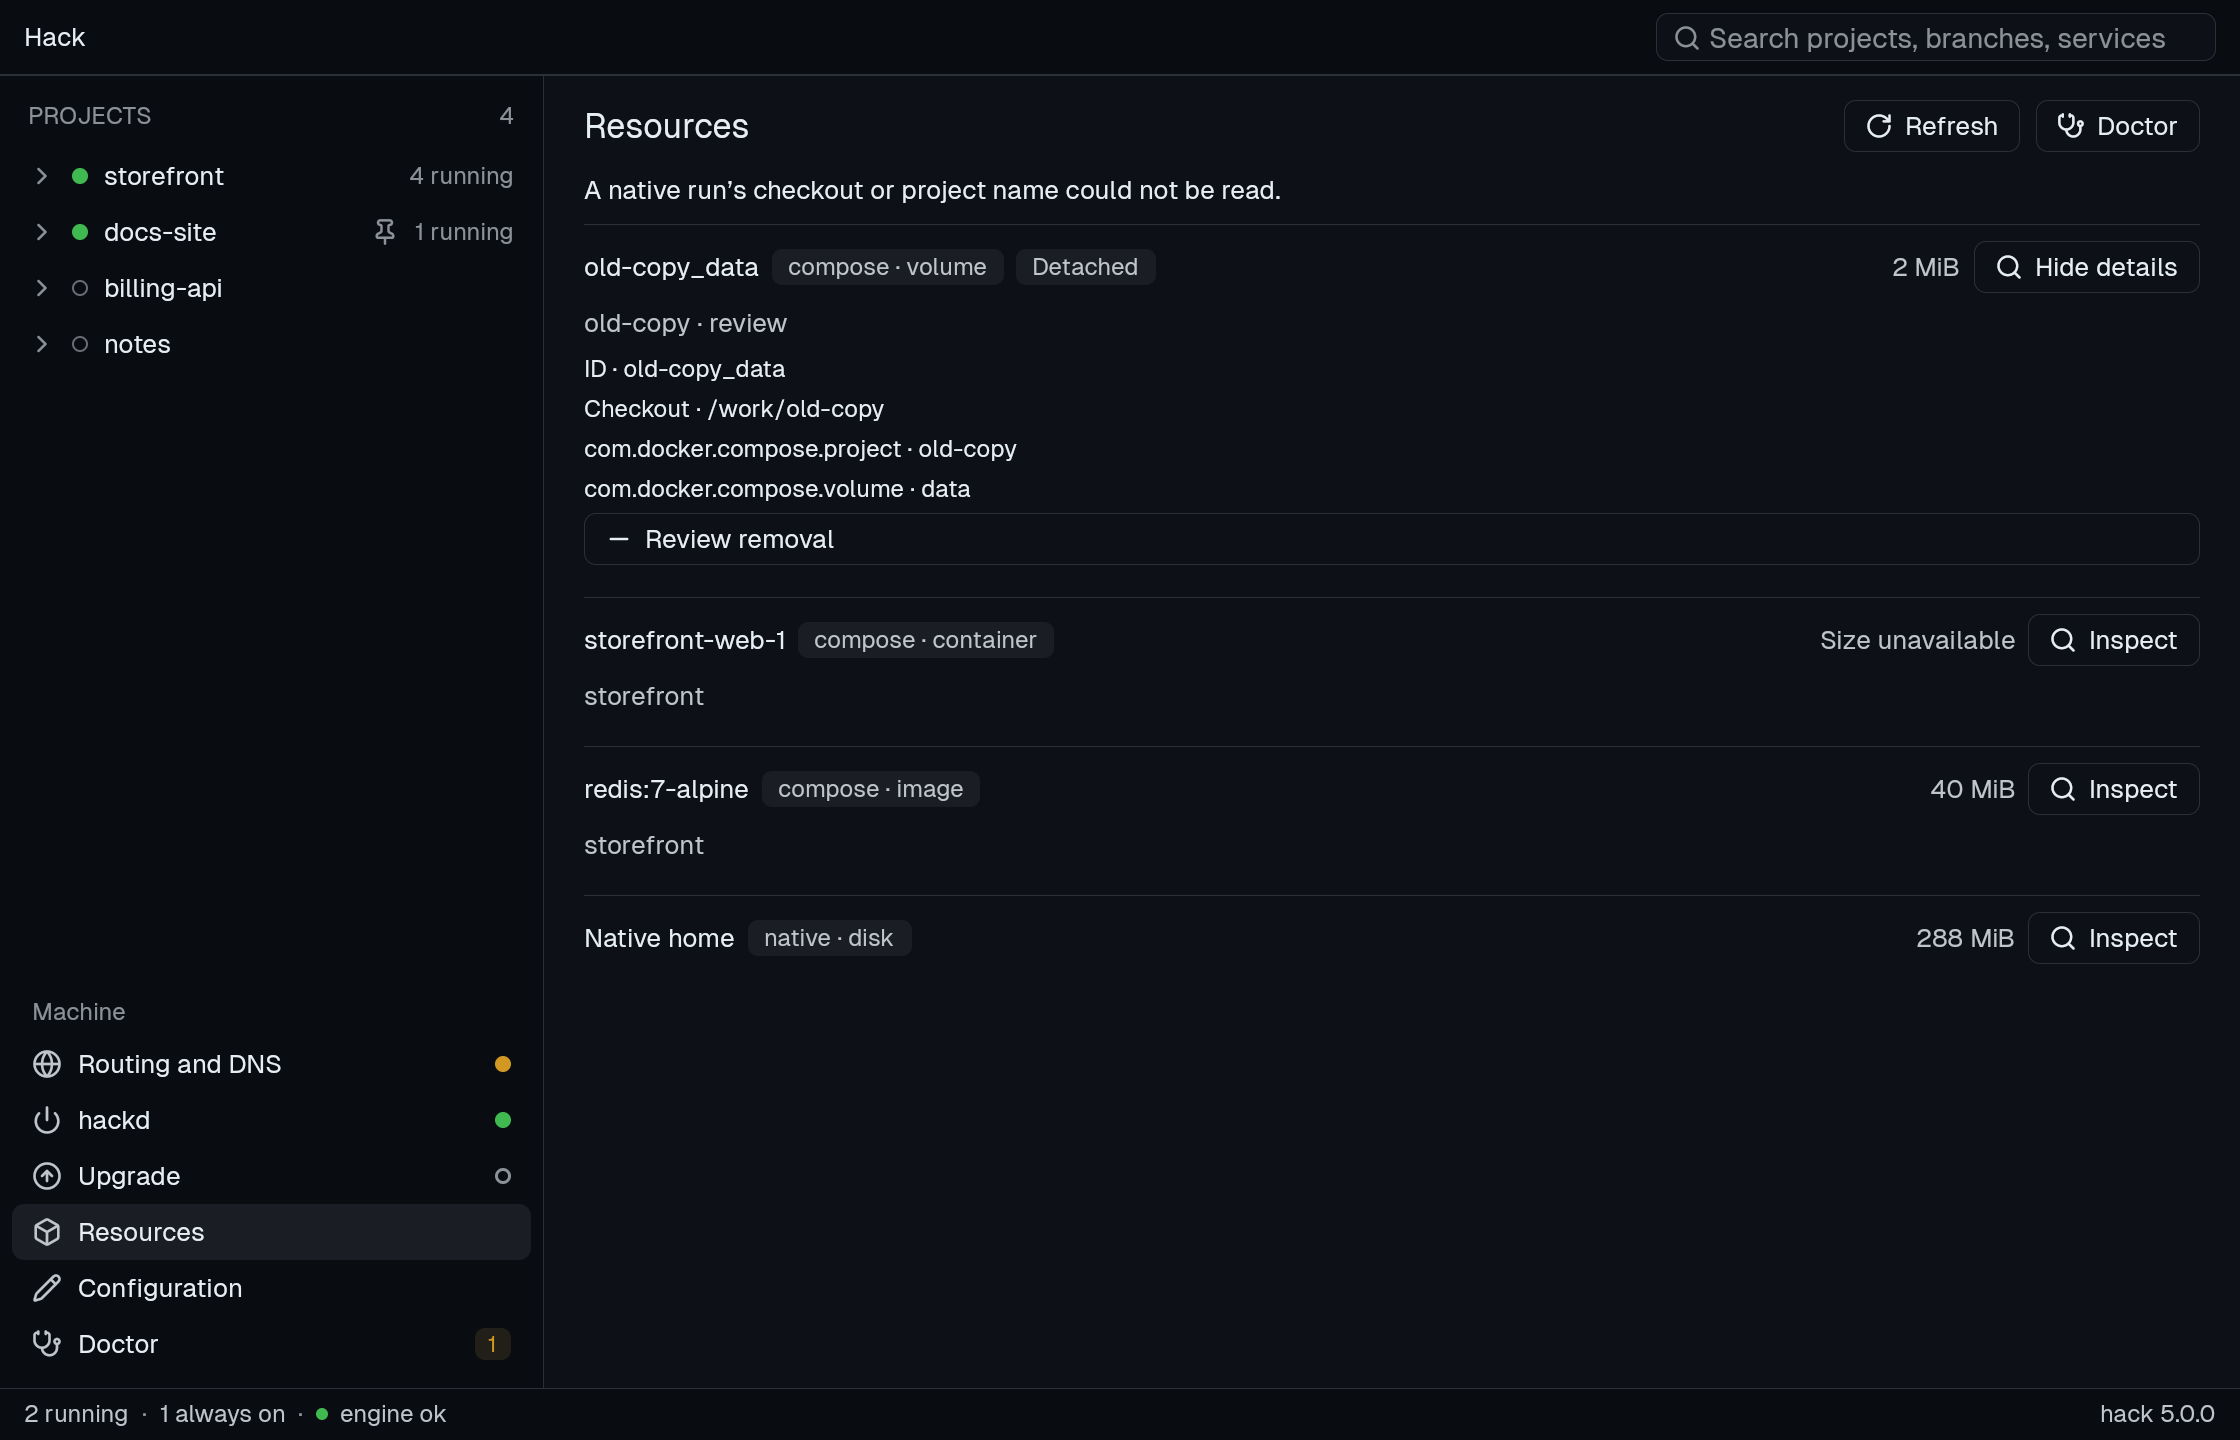 Hack
Search projects, branches, services
PROJECTS 4
storefront 4 running
docs-site 1 running
billing-api
notes
Machine
Routing and DNS
hackd
Upgrade
Resources
Configuration
Doctor 1
Resources
Refresh
Doctor
A native run’s checkout or project name could not be read.
old-copy_data compose · volume Detached 2 MiB Hide details
old-copy · review
ID · old-copy_data
Checkout · /work/old-copy
com.docker.compose.project · old-copy
com.docker.compose.volume · data
Review removal
storefront-web-1 compose · container Size unavailable Inspect
storefront
redis:7-alpine compose · image 40 MiB Inspect
storefront
Native home native · disk 288 MiB Inspect
2 running · 1 always on · engine ok
hack 5.0.0